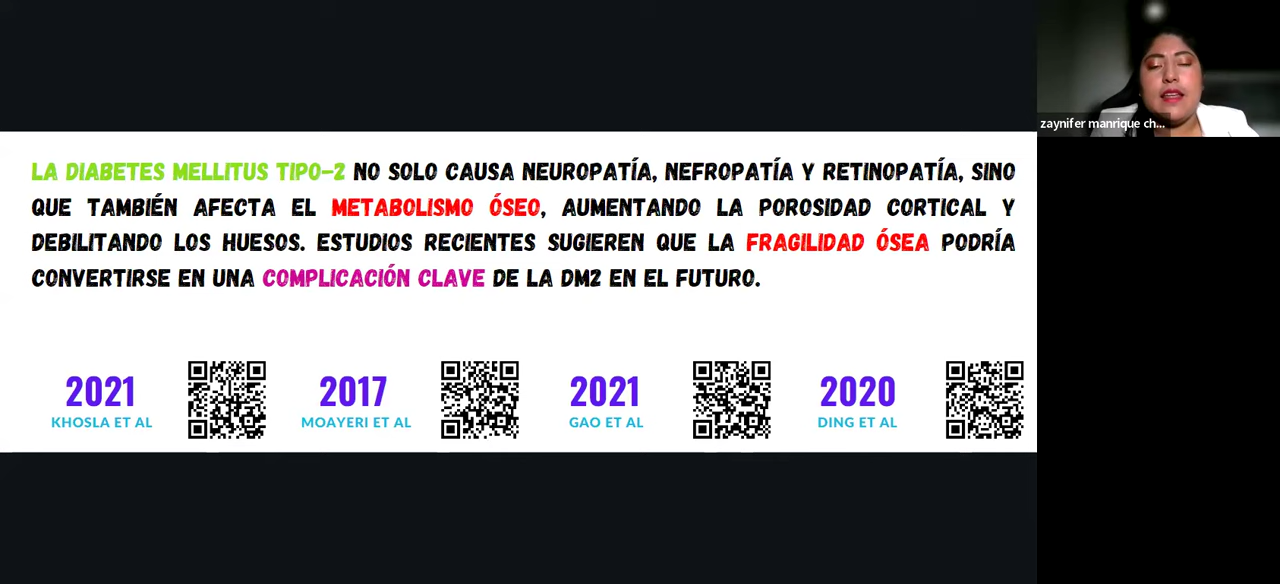 LA DIABETES MELLITUS TIPO-2 NO SOLO CAUSA NEUROPATÍA, NEFROPATÍA Y RETINOPATÍA, SINO
QUE TAMBIÉN AFECTA EL METABOLISMO ÓSEO, AUMENTANDO LA POROSIDAD CORTICAL Y
DEBILITANDO LOS HUESOS. ESTUDIOS RECIENTES SUGIEREN QUE LA FRAGILIDAD ÓSEA PODRÍA
CONVERTIRSE EN UNA COMPLICACIÓN CLAVE DE LA DM2 EN EL FUTURO.
2021
KHOSLA ET AL
2017
MOAYERI ET AL
2021
GAO ET AL
2020
DING ET AL
zaynifer manrique ch...